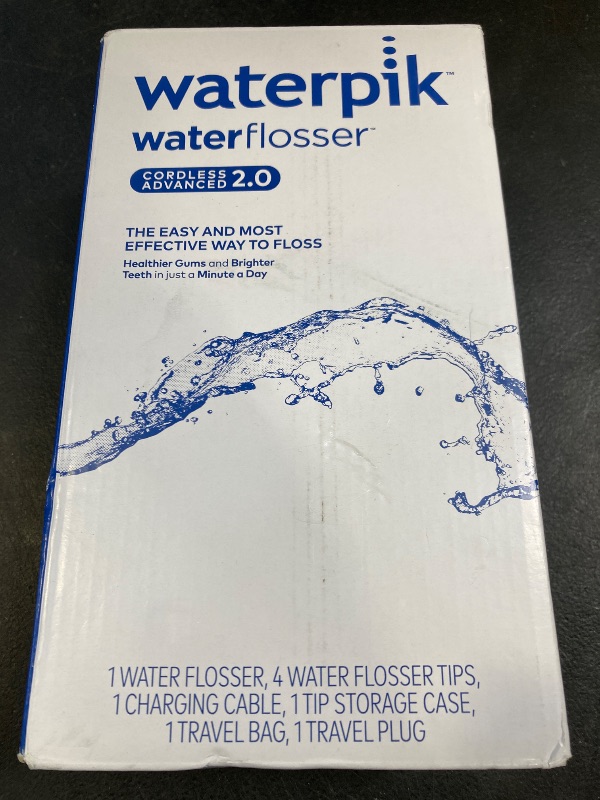 waterpik™
waterflosser™
CORDLESS
ADVANCED 2.0
THE EASY AND MOST
EFFECTIVE WAY TO FLOSS
Healthier Gums and Brighter
Teeth in just a Minute a Day
1 WATER FLOSSER, 4 WATER FLOSSER TIPS,
1 CHARGING CABLE, 1 TIP STORAGE CASE,
1 TRAVEL BAG, 1 TRAVEL PLUG